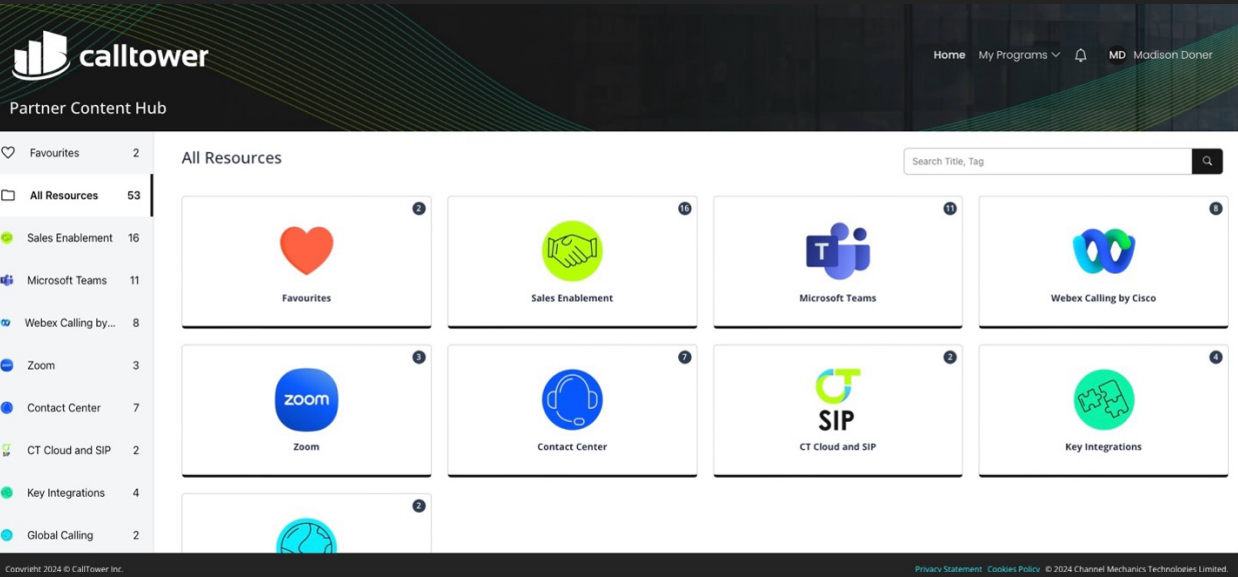 calltower
Home My Programs MD Madison Doner
Partner Content Hub
Favourites 2
All Resources 53
Sales Enablement 16
Microsoft Teams 11
Webex Calling by... 8
Zoom 3
Contact Center 7
CT Cloud and SIP 2
Key Integrations 4
Global Calling 2
All Resources
Search Title, Tag
2
Favourites
16
Sales Enablement
11
T
Microsoft Teams
8
Webex Calling by Cisco
3
zoom
Zoom
7
Contact Center
2
CT
SIP
CT Cloud and SIP
4
Key Integrations
2
Copyright 2024 © CallTower Inc.
Privacy Statement Cookies Policy © 2024 Channel Mechanics Technologies Limited.